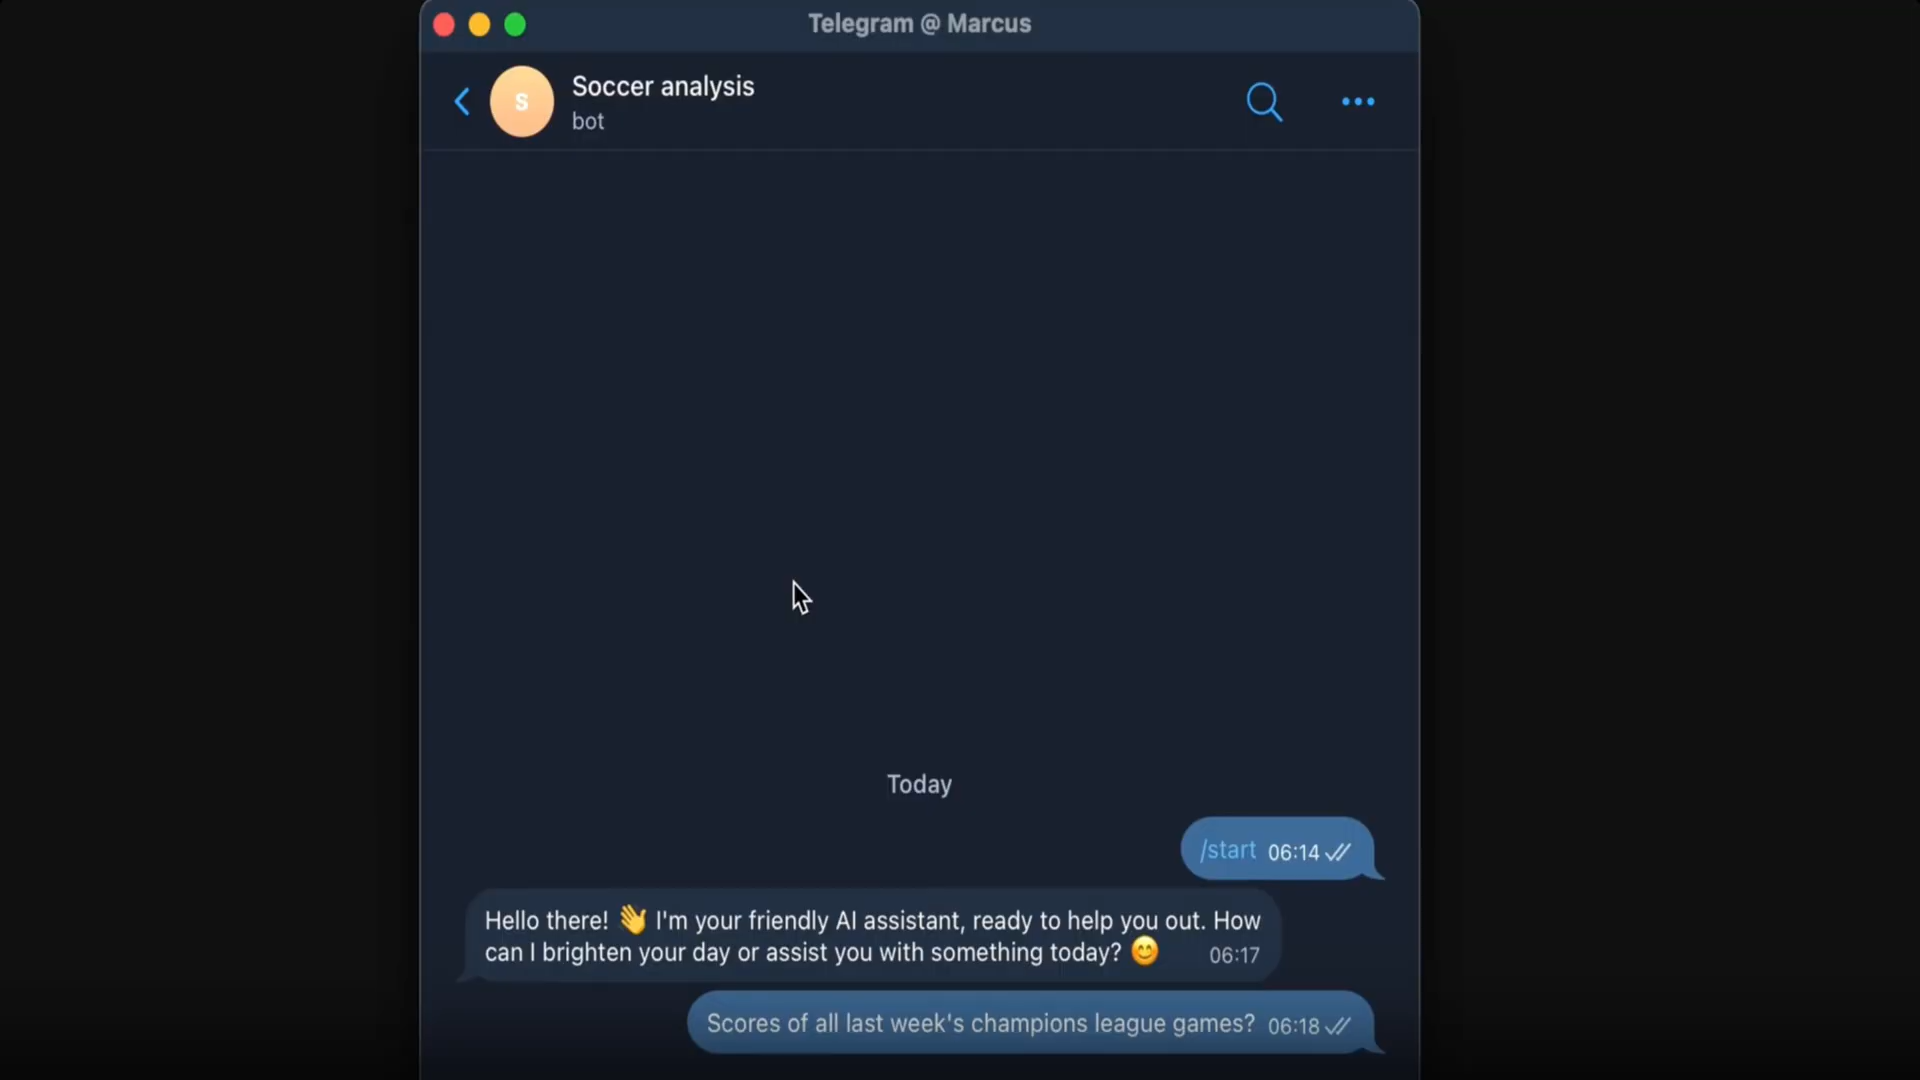 Telegram @ Marcus
S
Soccer analysis
bot
Today
/start 06:14
Hello there! 👋 I'm your friendly AI assistant, ready to help you out. How
can I brighten your day or assist you with something today? 😊 06:17
Scores of all last week's champions league games? 06:18